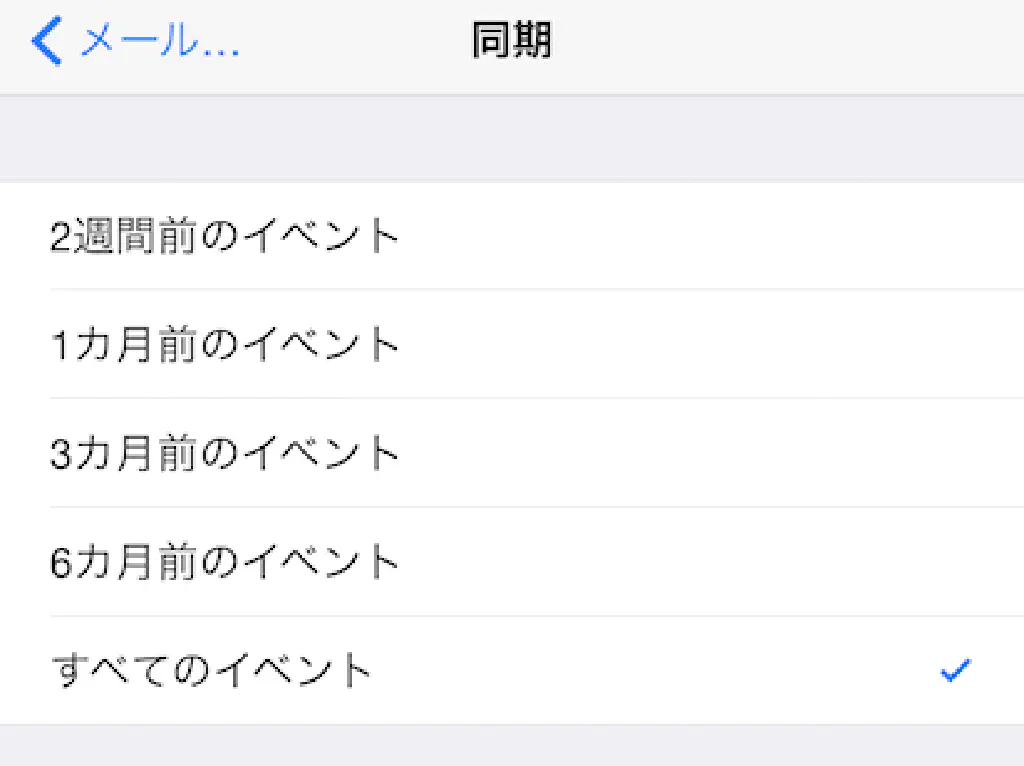 メール... 同期
2週間前のイベント
1カ月前のイベント
3カ月前のイベント
6カ月前のイベント
すべてのイベント